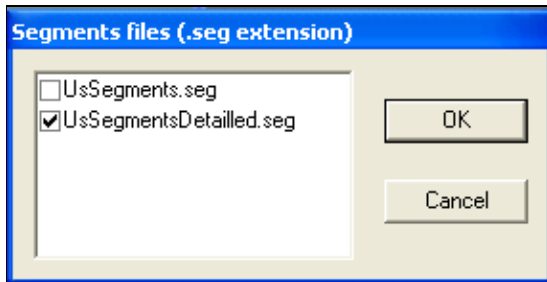 Segments files (.seg extension)
UsSegments.seg
UsSegmentsDetailled.seg
OK
Cancel